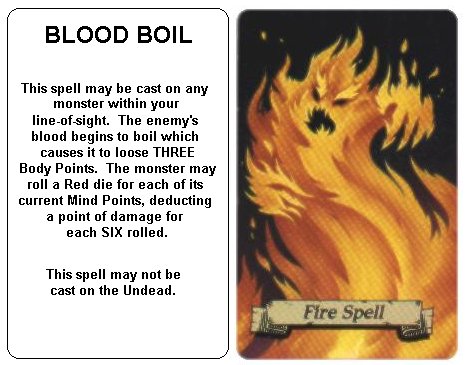 BLOOD BOIL
This spell may be cast on any
monster within your
line-of-sight.  The enemy's
blood begins to boil which
causes it to loose THREE
Body Points.  The monster may
roll a Red die for each of its
current Mind Points, deducting
a point of damage for
each SIX rolled.
This spell may not be
cast on the Undead.
Fire Spell